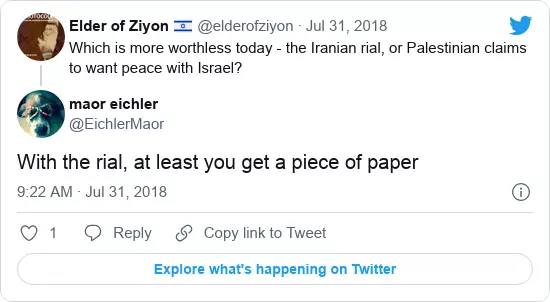 Elder of Ziyon 🇮🇱 @elderofziyon · Jul 31, 2018
Which is more worthless today - the Iranian rial, or Palestinian claims
to want peace with Israel?
maor eichler
@EichlerMaor
With the rial, at least you get a piece of paper
9:22 AM · Jul 31, 2018
1 Reply Copy link to Tweet
Explore what's happening on Twitter